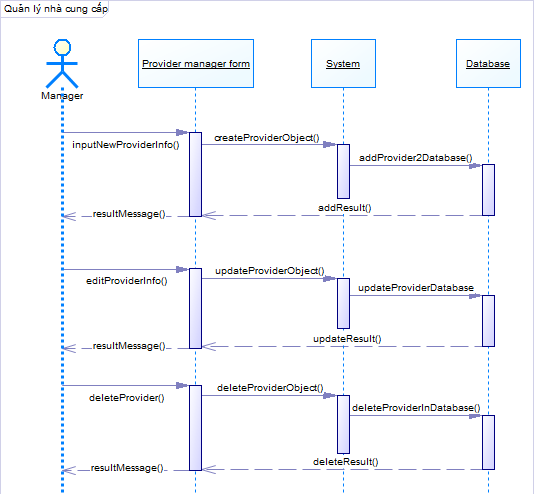 Quản lý nhà cung cấp
Manager
Provider manager form
System
Database
inputNewProviderInfo()
createProviderObject()
addProvider2Database()
addResult()
resultMessage()
editProviderInfo()
updateProviderObject()
updateProviderDatabase
updateResult()
resultMessage()
deleteProvider()
deleteProviderObject()
deleteProviderInDatabase()
deleteResult()
resultMessage()